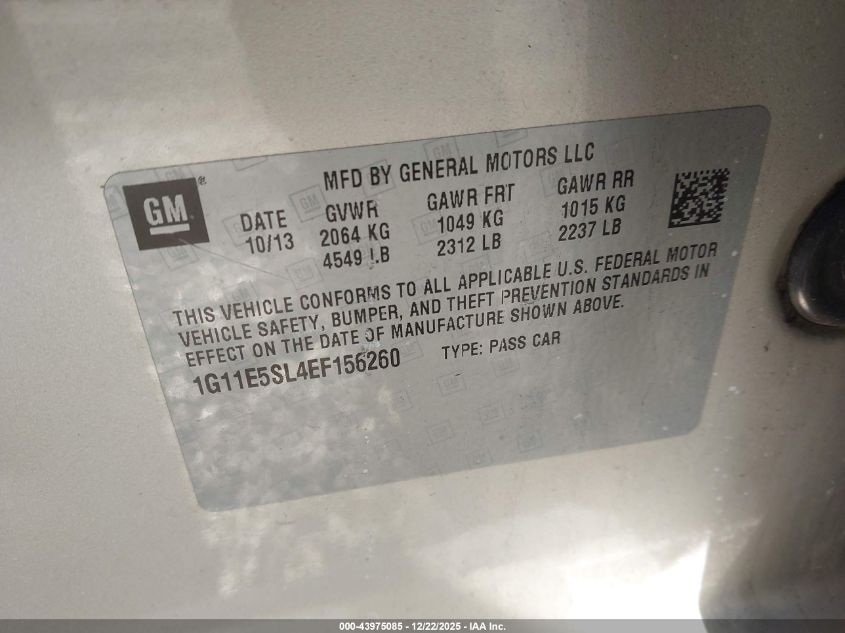 GM®
MFD BY GENERAL MOTORS LLC
DATE GVWR GAWR FRT GAWR RR
10/13 2064 KG 1049 KG 1015 KG
4549 LB 2312 LB 2237 LB
THIS VEHICLE CONFORMS TO ALL APPLICABLE U.S. FEDERAL MOTOR
VEHICLE SAFETY, BUMPER, AND THEFT PREVENTION STANDARDS IN
EFFECT ON THE DATE OF MANUFACTURE SHOWN ABOVE.
1G11E5SL4EF156260 TYPE: PASS CAR
000-43975085 - 12/22/2025 - IAA Inc.